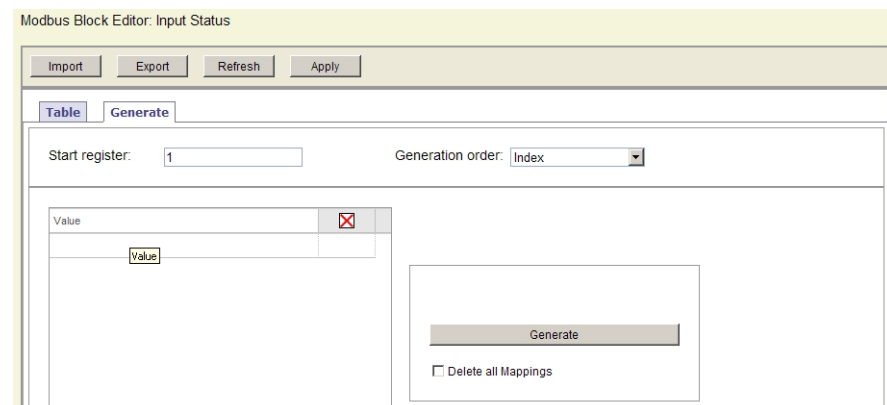 Modbus Block Editor: Input Status
Import Export Refresh Apply
Table Generate
Start register: 1 Generation order: Index
Value
Value
Generate
Delete all Mappings